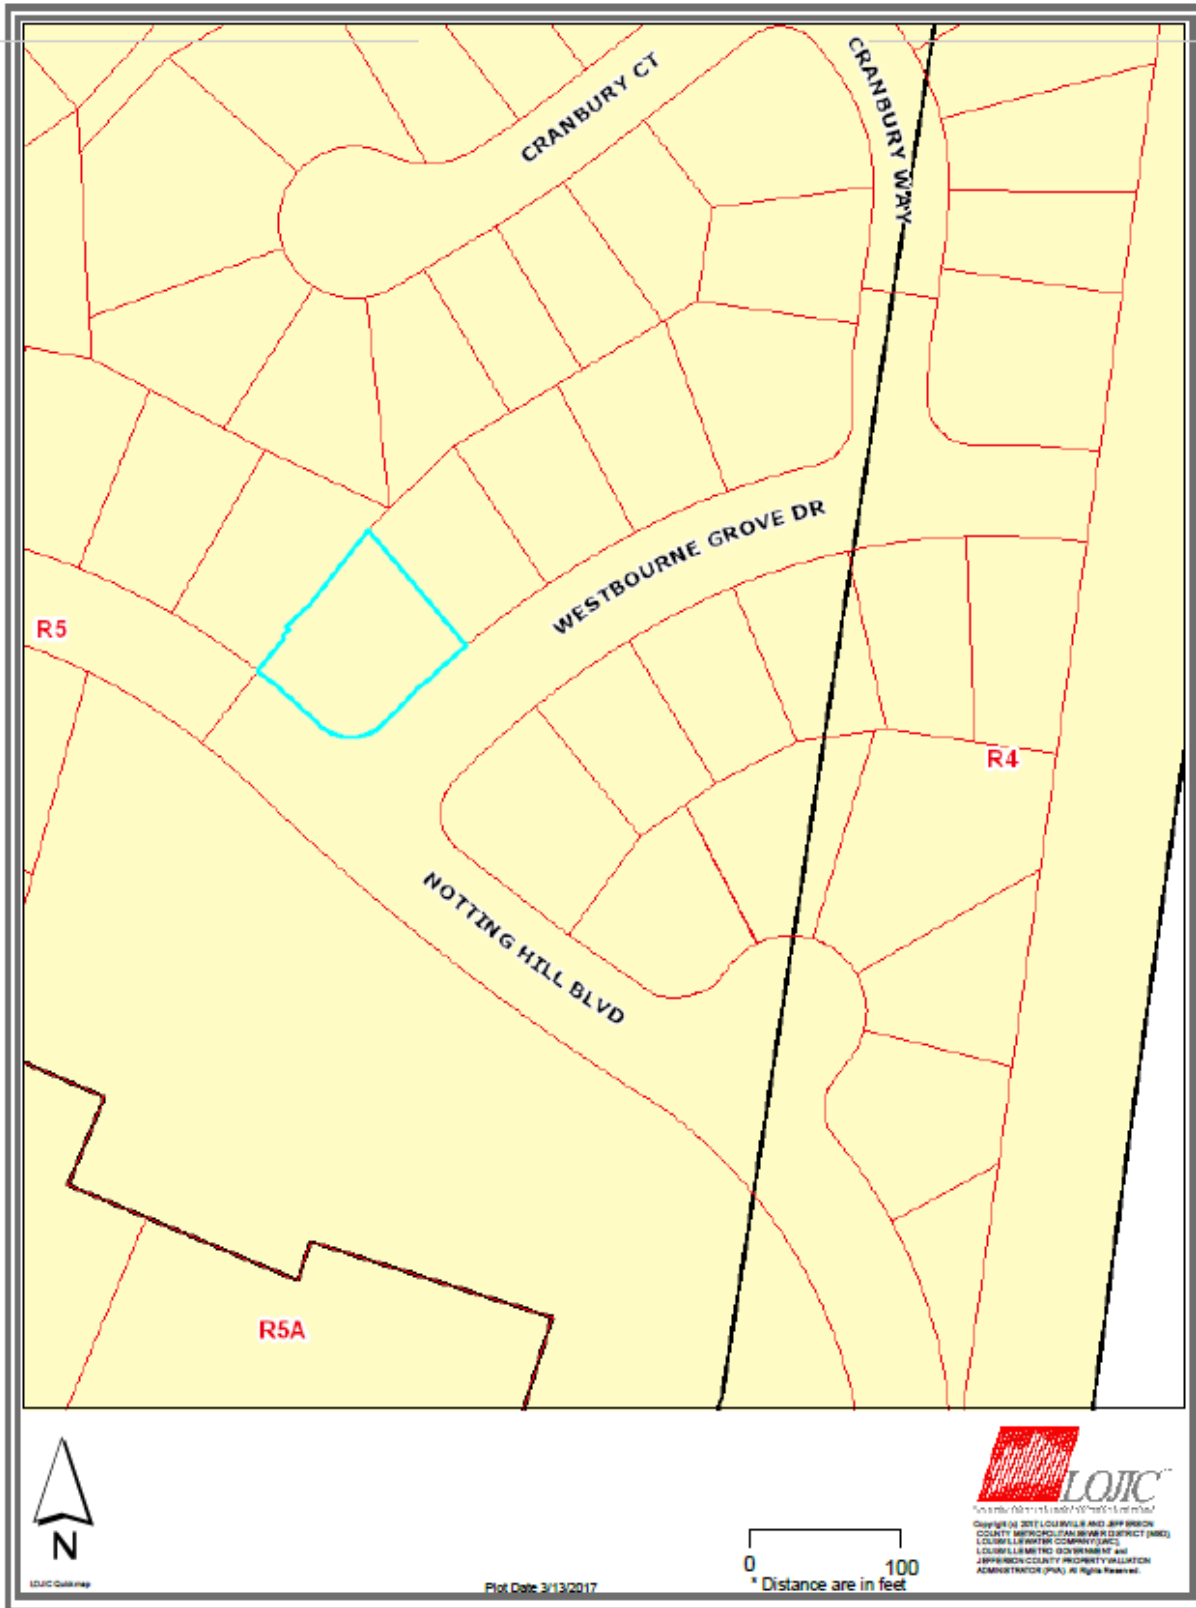 CRANBURY CT
CRANBURY WAY
WESTBOURNE GROVE DR
R5
R4
NOTTING HILL BLVD
R5A
N
LOJIC Quickmap
Plot Date 3/13/2017
0 100
* Distance are in feet
LOJIC
Copyright (c) 2017, LOUISVILLE AND JEFFERSON
COUNTY METROPOLITAN SEWER DISTRICT (MSD),
LOUISVILLE WATER COMPANY (LWC),
LOUISVILLE METRO GOVERNMENT and
JEFFERSON COUNTY PROPERTY VALUATION
ADMINISTRATOR (PVA). All Rights Reserved.